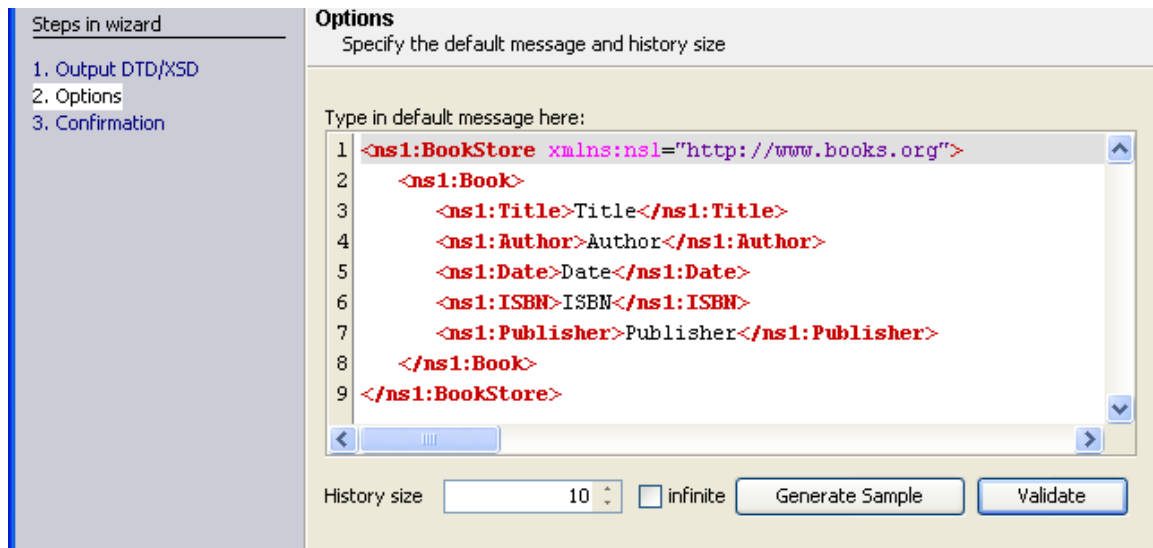 Steps in wizard
1. Output DTD/XSD
2. Options
3. Confirmation
Options
Specify the default message and history size
Type in default message here:
1 <ns1:BookStore xmlns:nsl="http://www.books.org">
2 <ns1:Book>
3 <ns1:Title>Title</ns1:Title>
4 <ns1:Author>Author</ns1:Author>
5 <ns1:Date>Date</ns1:Date>
6 <ns1:ISBN>ISBN</ns1:ISBN>
7 <ns1:Publisher>Publisher</ns1:Publisher>
8 </ns1:Book>
9 </ns1:BookStore>
History size 10 infinite Generate Sample Validate